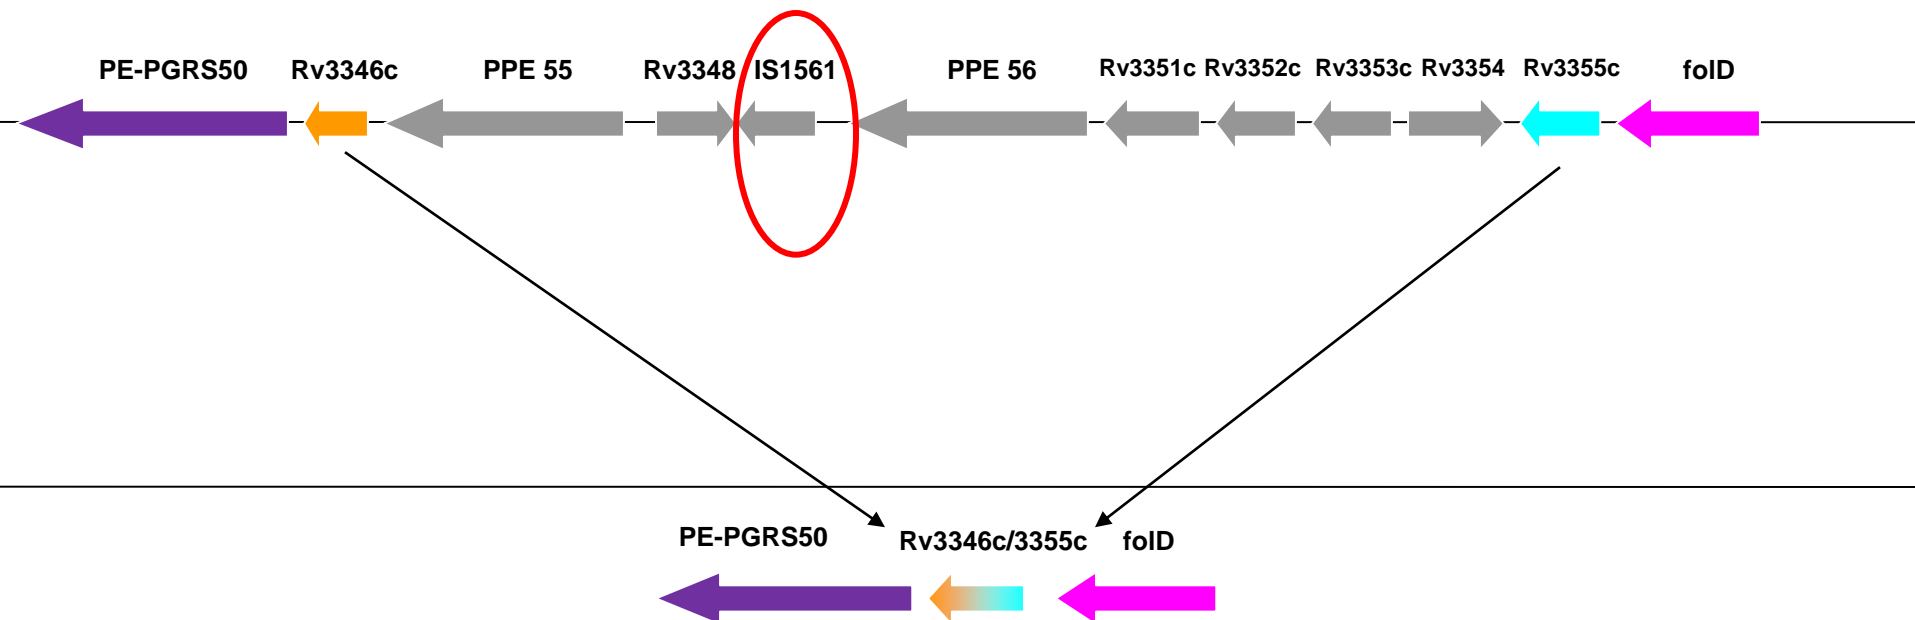 PE-PGRS50 Rv3346c PPE 55 Rv3348 IS1561 PPE 56 Rv3351c Rv3352c Rv3353c Rv3354 Rv3355c folD
PE-PGRS50 Rv3346c/3355c folD